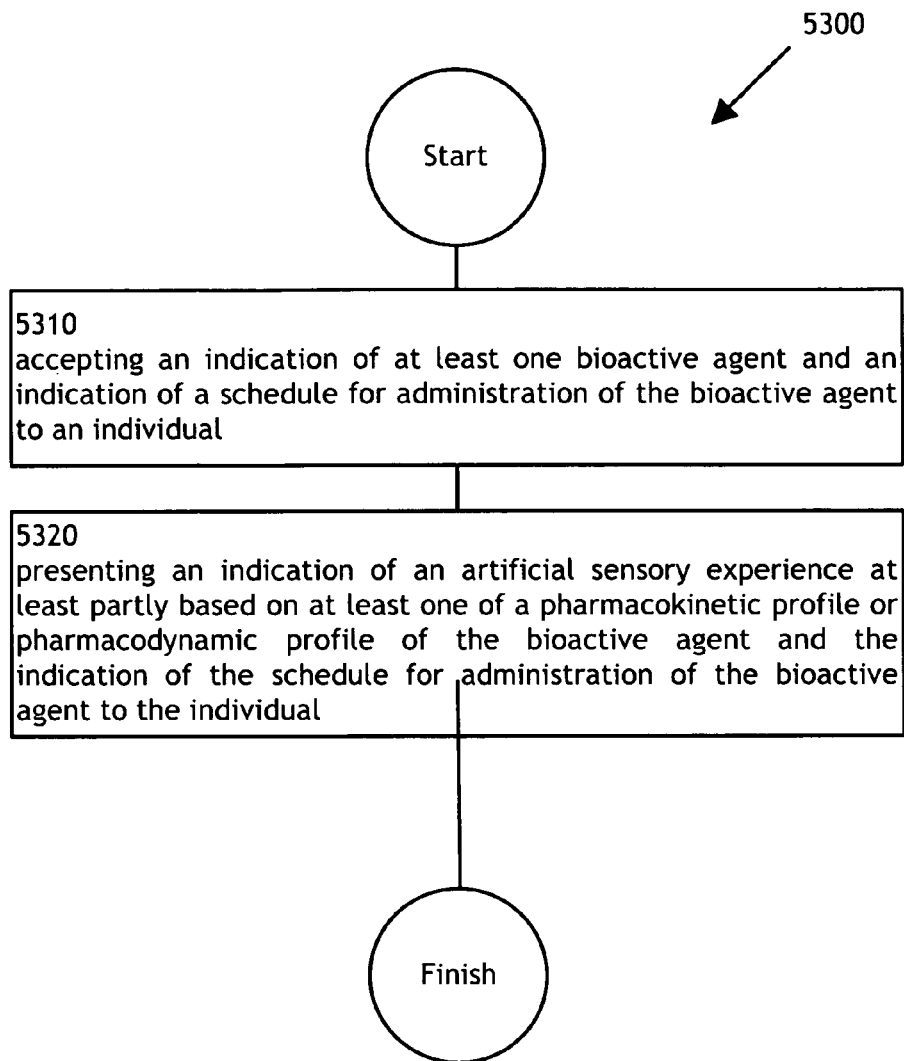 5300
Start
5310
accepting an indication of at least one bioactive agent and an
indication of a schedule for administration of the bioactive agent
to an individual
5320
presenting an indication of an artificial sensory experience at
least partly based on at least one of a pharmacokinetic profile or
pharmacodynamic profile of the bioactive agent and the
indication of the schedule for administration of the bioactive
agent to the individual
Finish